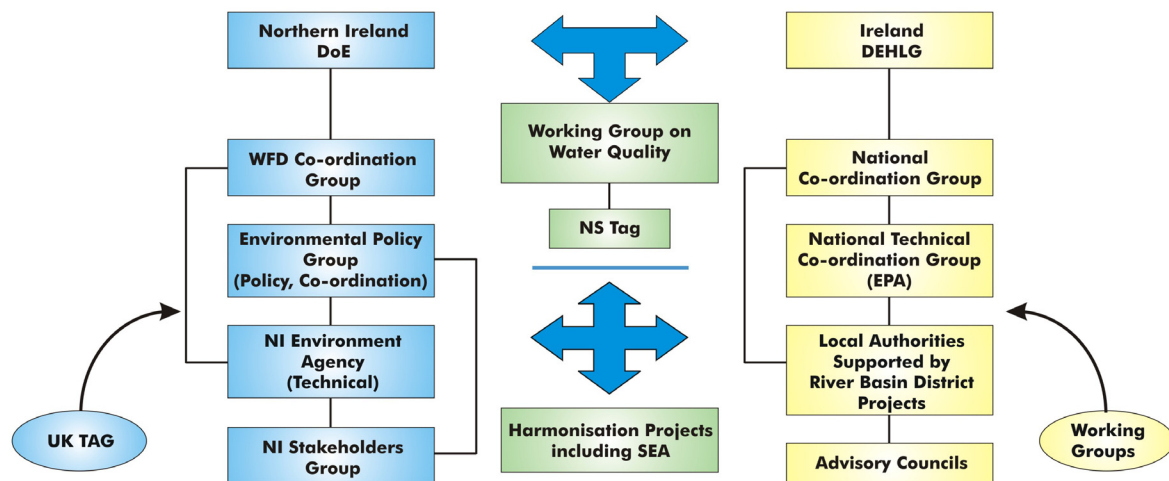 Northern Ireland
DoE
WFD Co-ordination
Group
Environmental Policy
Group
(Policy, Co-ordination)
NI Environment
Agency
(Technical)
NI Stakeholders
Group
UK TAG
Working Group on
Water Quality
NS Tag
Harmonisation Projects
including SEA
Ireland
DEHLG
National
Co-ordination Group
National Technical
Co-ordination Group
(EPA)
Local Authorities
Supported by
River Basin District
Projects
Advisory Councils
Working
Groups